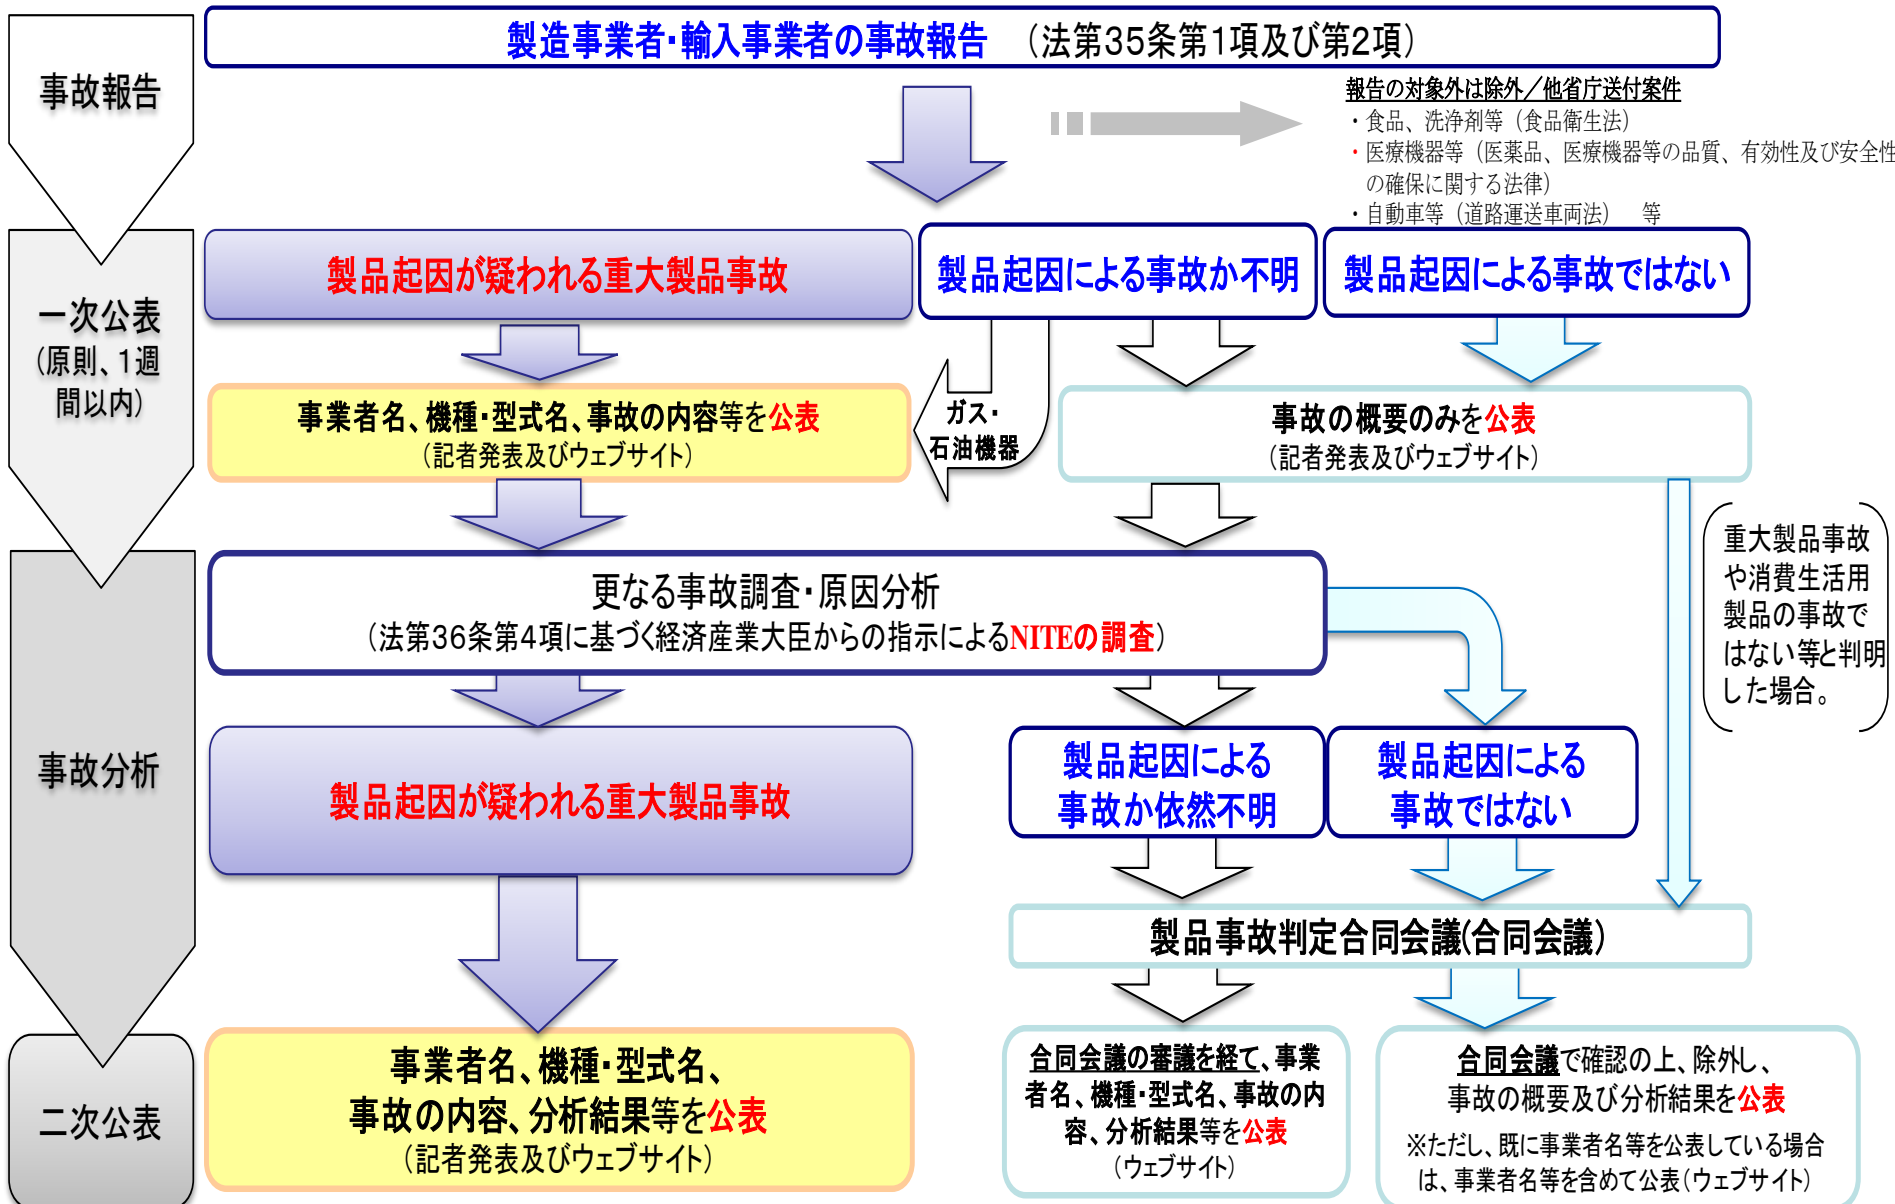 製造事業者・輸入事業者の事故報告　（法第35条第1項及び第2項）
事故報告
報告の対象外は除外／他省庁送付案件
・食品、洗浄剤等（食品衛生法）
・医療機器等（医薬品、医療機器等の品質、有効性及び安全性
の確保に関する法律）
・自動車等（道路運送車両法）　等
一次公表
（原則、１週
間以内）
製品起因が疑われる重大製品事故
製品起因による事故か不明
製品起因による事故ではない
事業者名、機種・型式名、事故の内容等を公表
（記者発表及びウェブサイト）
ガス・
石油機器
事故の概要のみを公表
（記者発表及びウェブサイト）
更なる事故調査・原因分析
（法第36条第4項に基づく経済産業大臣からの指示によるNITEの調査）
重大製品事故
や消費生活用
製品の事故で
はない等と判明
した場合。
事故分析
製品起因が疑われる重大製品事故
製品起因による
事故か依然不明
製品起因による
事故ではない
製品事故判定合同会議(合同会議)
二次公表
事業者名、機種・型式名、
事故の内容、分析結果等を公表
（記者発表及びウェブサイト）
合同会議の審議を経て、事業
者名、機種・型式名、事故の内
容、分析結果等を公表
（ウェブサイト）
合同会議で確認の上、除外し、
事故の概要及び分析結果を公表
※ただし、既に事業者名等を公表している場合
は、事業者名等を含めて公表（ウェブサイト）